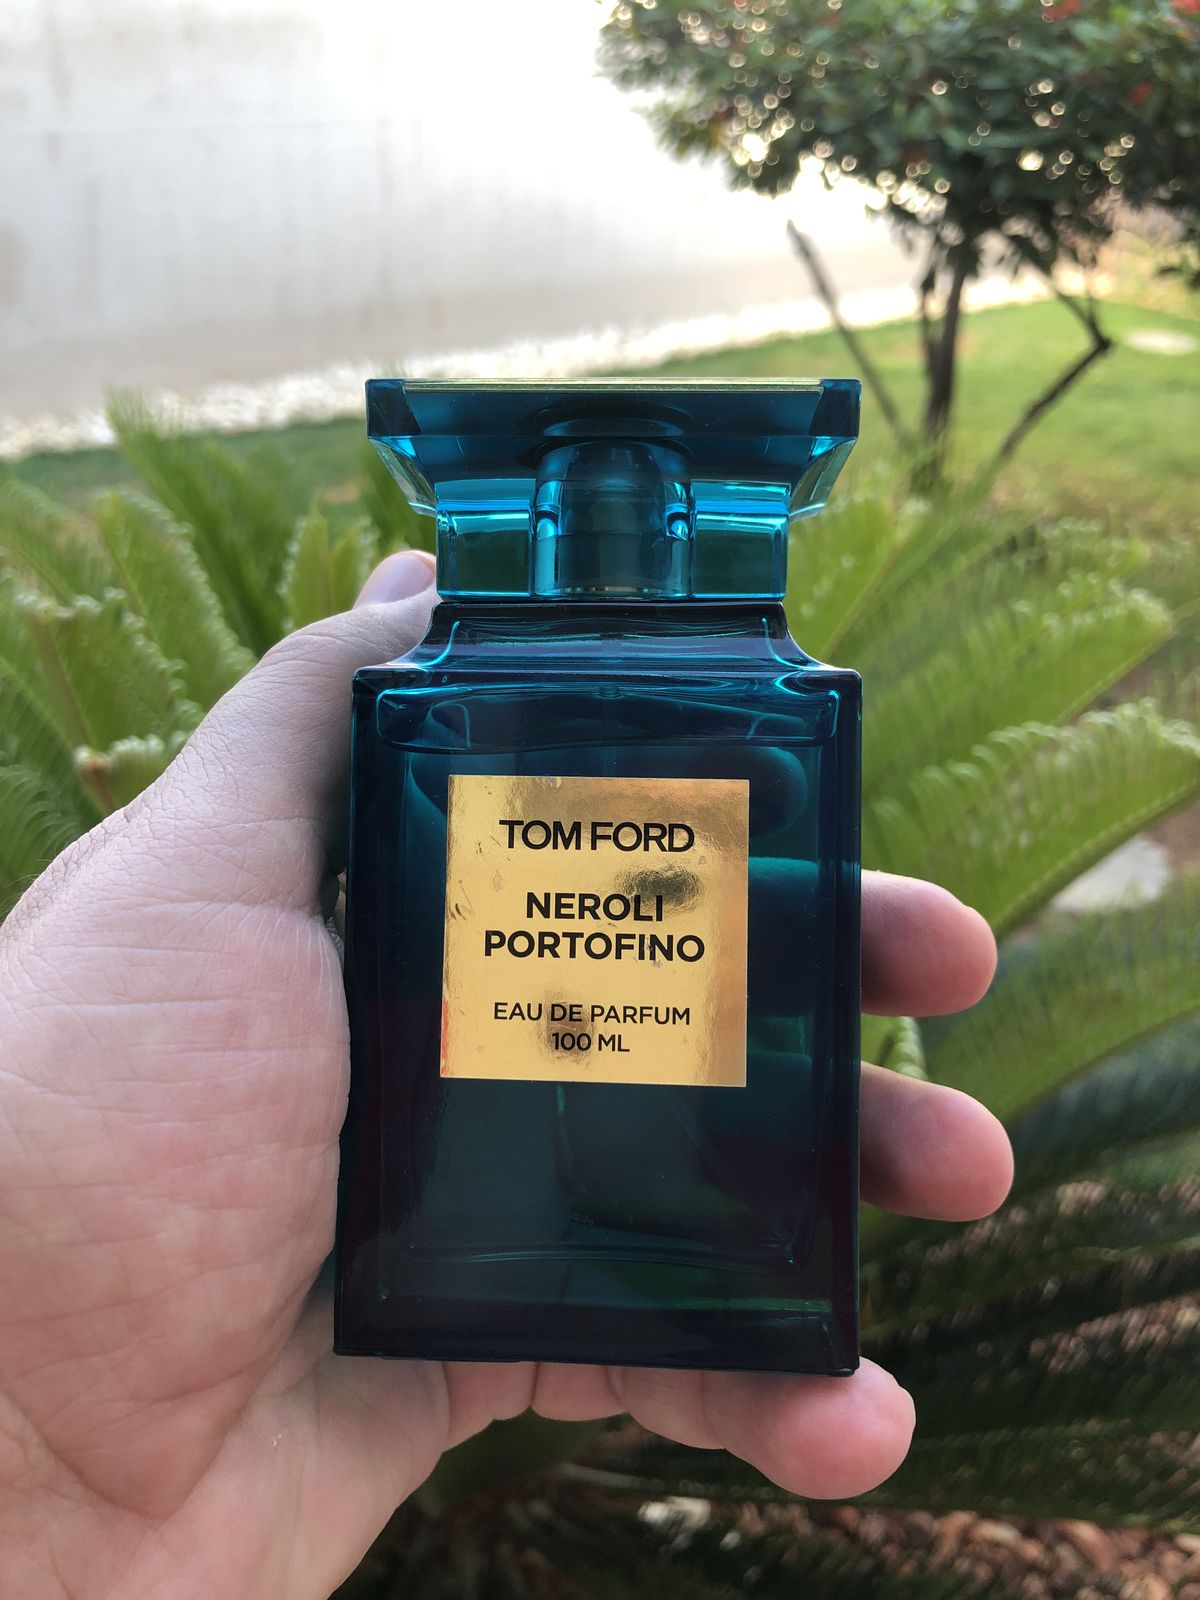 TOM FORD
NEROLI
PORTOFINO
EAU DE PARFUM
100 ML